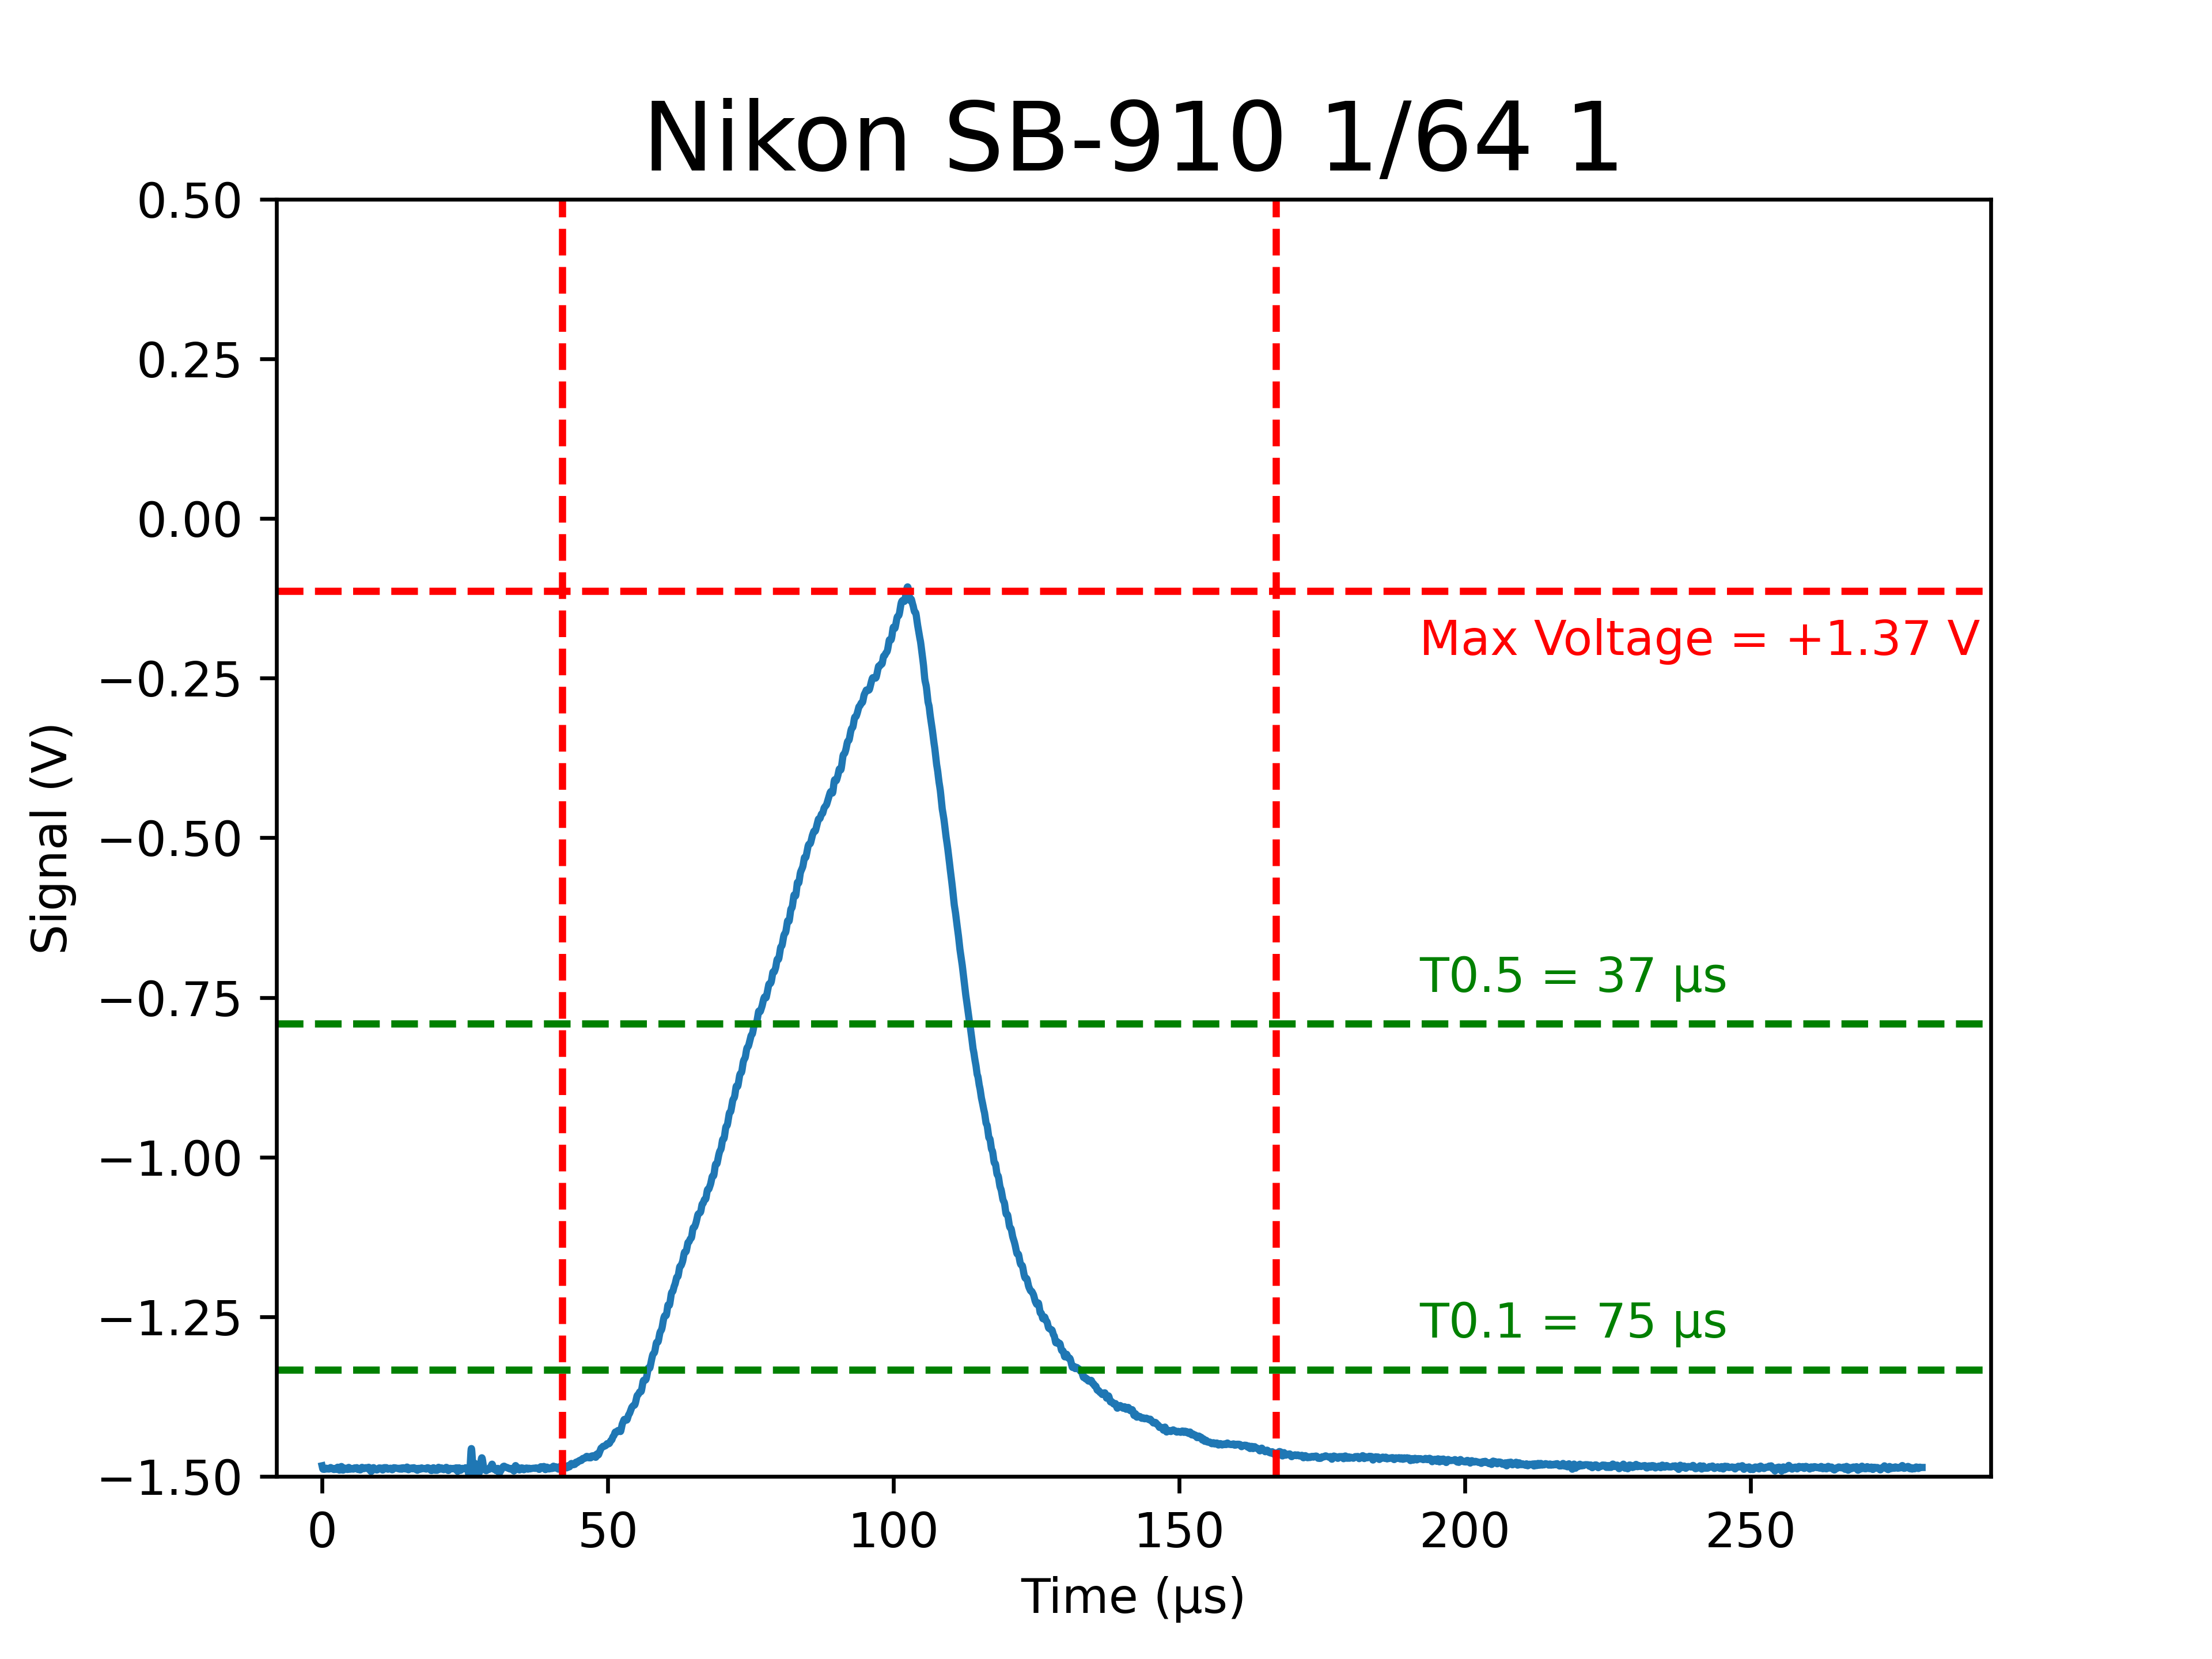 Nikon SB-910 1/64 1
0.50
0.25
0.00
−0.25
−0.50
−0.75
−1.00
−1.25
−1.50
Signal (V)
Max Voltage = +1.37 V
T0.5 = 37 μs
T0.1 = 75 μs
0 50 100 150 200 250
Time (μs)